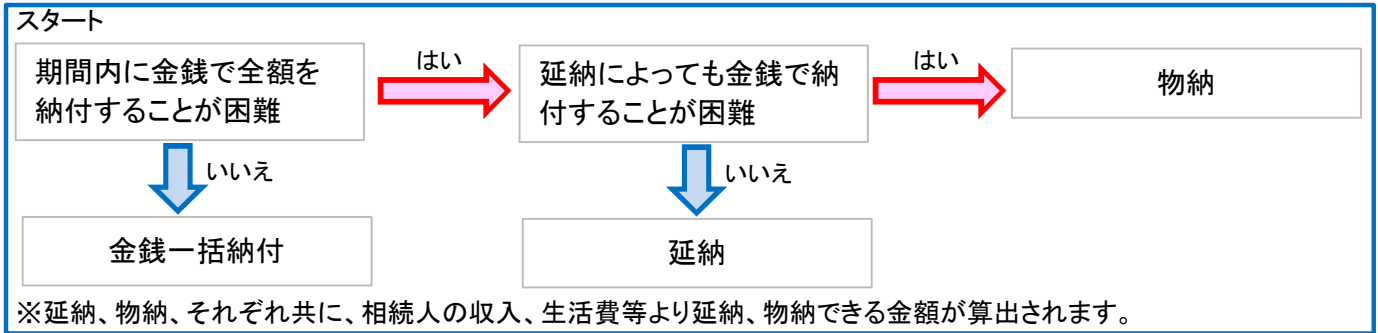 スタート
期間内に金銭で全額を
納付することが困難
はい
延納によっても金銭で納
付することが困難
はい
物納
いいえ
いいえ
金銭一括納付
延納
※延納、物納、それぞれ共に、相続人の収入、生活費等より延納、物納できる金額が算出されます。